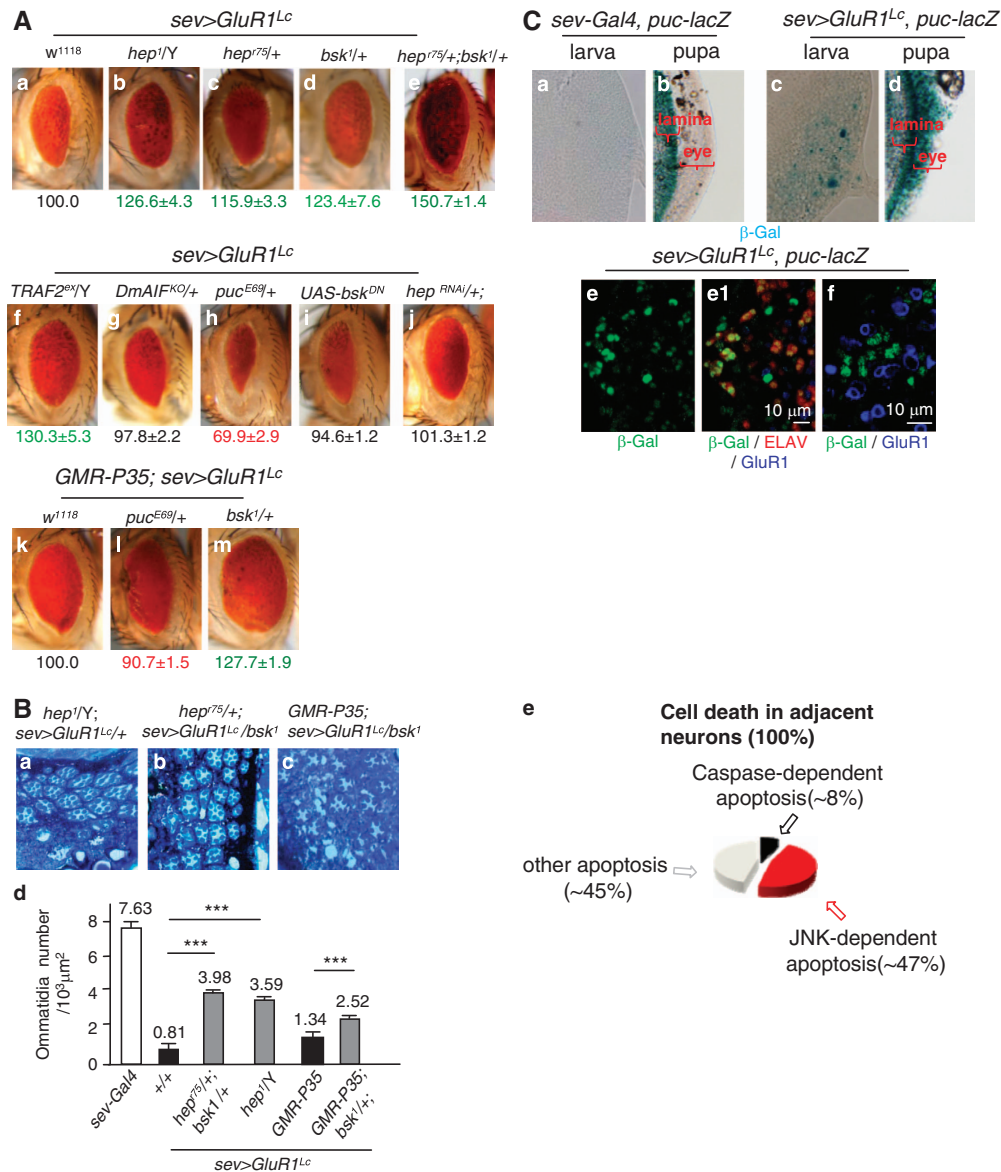 A
sev>GluR1Lc
w1118 hep1/Y hepr75/+ bsk1/+ hepr75/+;bsk1/+
a b c d e
100.0 126.6±4.3 115.9±3.3 123.4±7.6 150.7±1.4
sev>GluR1Lc
TRAF2ex/Y DmAIFKO/+ pucE69/+ UAS-bskDN hep RNAi/+;
f g h i j
130.3±5.3 97.8±2.2 69.9±2.9 94.6±1.2 101.3±1.2
GMR-P35; sev>GluR1Lc
w1118 pucE69/+ bsk1/+
k l m
100.0 90.7±1.5 127.7±1.9
B
hep1/Y; hepr75/+; GMR-P35;
sev>GluR1Lc/+ sev>GluR1Lc/bsk1 sev>GluR1Lc/bsk1
a b c
d
Ommatidia number
/103μm2
8
6
4
2
0
7.63
0.81
3.98
3.59
1.34
2.52
***
***
***
sev-Gal4
+/+
hepr75/+;
bsk1/+
hep1/Y
GMR-P35
GMR-P35;
bsk1/+;
sev>GluR1Lc
C
sev-Gal4, puc-lacZ sev>GluR1Lc, puc-lacZ
larva pupa larva pupa
a b c d
lamina lamina
eye eye
β-Gal
sev>GluR1Lc, puc-lacZ
e e1 f
10 μm 10 μm
β-Gal β-Gal / ELAV β-Gal / GluR1
/ GluR1
e
Cell death in adjacent
neurons (100%)
Caspase-dependent
apoptosis(~8%)
other apoptosis
(~45%)
JNK-dependent
apoptosis(~47%)